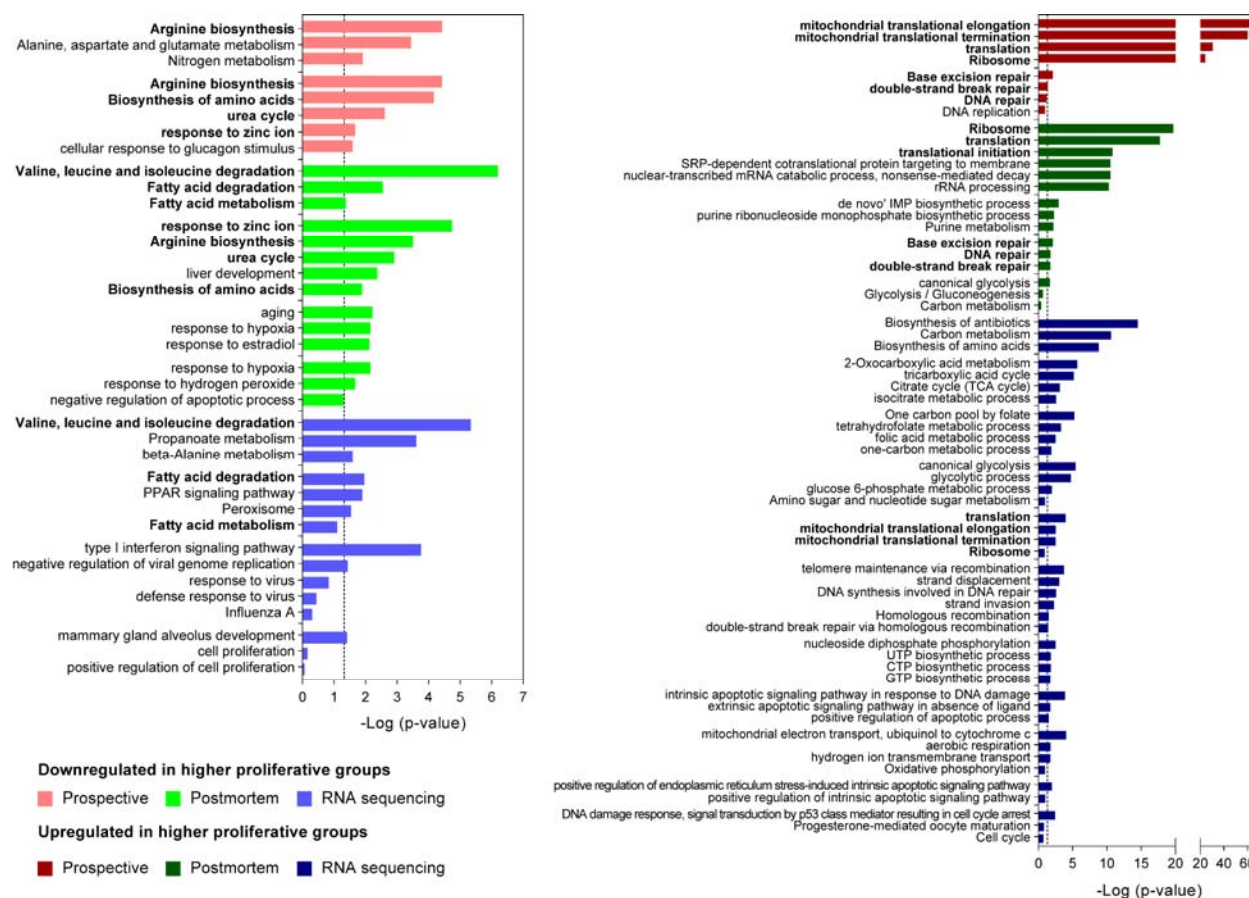 Arginine biosynthesis
Alanine, aspartate and glutamate metabolism
Nitrogen metabolism
Arginine biosynthesis
Biosynthesis of amino acids
urea cycle
response to zinc ion
cellular response to glucagon stimulus
Valine, leucine and isoleucine degradation
Fatty acid degradation
Fatty acid metabolism
response to zinc ion
Arginine biosynthesis
urea cycle
liver development
Biosynthesis of amino acids
aging
response to hypoxia
response to estradiol
response to hypoxia
response to hydrogen peroxide
negative regulation of apoptotic process
Valine, leucine and isoleucine degradation
Propanoate metabolism
beta-Alanine metabolism
Fatty acid degradation
PPAR signaling pathway
Peroxisome
Fatty acid metabolism
type I interferon signaling pathway
negative regulation of viral genome replication
response to virus
defense response to virus
Influenza A
mammary gland alveolus development
cell proliferation
positive regulation of cell proliferation
0 1 2 3 4 5 6 7
-Log (p-value)
Downregulated in higher proliferative groups
Prospective Postmortem RNA sequencing
Upregulated in higher proliferative groups
Prospective Postmortem RNA sequencing
mitochondrial translational elongation
mitochondrial translational termination
translation
Ribosome
Base excision repair
double-strand break repair
DNA repair
DNA replication
Ribosome
translation
translational initiation
SRP-dependent cotranslational protein targeting to membrane
nuclear-transcribed mRNA catabolic process, nonsense-mediated decay
rRNA processing
de novo' IMP biosynthetic process
purine ribonucleoside monophosphate biosynthetic process
Purine metabolism
Base excision repair
DNA repair
double-strand break repair
canonical glycolysis
Glycolysis / Gluconeogenesis
Carbon metabolism
Biosynthesis of antibiotics
Carbon metabolism
Biosynthesis of amino acids
2-Oxocarboxylic acid metabolism
tricarboxylic acid cycle
Citrate cycle (TCA cycle)
isocitrate metabolic process
One carbon pool by folate
tetrahydrofolate metabolic process
folic acid metabolic process
one-carbon metabolic process
canonical glycolysis
glycolytic process
glucose 6-phosphate metabolic process
Amino sugar and nucleotide sugar metabolism
translation
mitochondrial translational elongation
mitochondrial translational termination
Ribosome
telomere maintenance via recombination
strand displacement
DNA synthesis involved in DNA repair
strand invasion
Homologous recombination
double-strand break repair via homologous recombination
nucleoside diphosphate phosphorylation
UTP biosynthetic process
CTP biosynthetic process
GTP biosynthetic process
intrinsic apoptotic signaling pathway in response to DNA damage
extrinsic apoptotic signaling pathway in absence of ligand
positive regulation of apoptotic process
mitochondrial electron transport, ubiquinol to cytochrome c
aerobic respiration
hydrogen ion transmembrane transport
Oxidative phosphorylation
positive regulation of endoplasmic reticulum stress-induced intrinsic apoptotic signaling pathway
positive regulation of intrinsic apoptotic signaling pathway
DNA damage response, signal transduction by p53 class mediator resulting in cell cycle arrest
Progesterone-mediated oocyte maturation
Cell cycle
0 5 10 15 20 20 30 40 50 60
-Log (p-value)